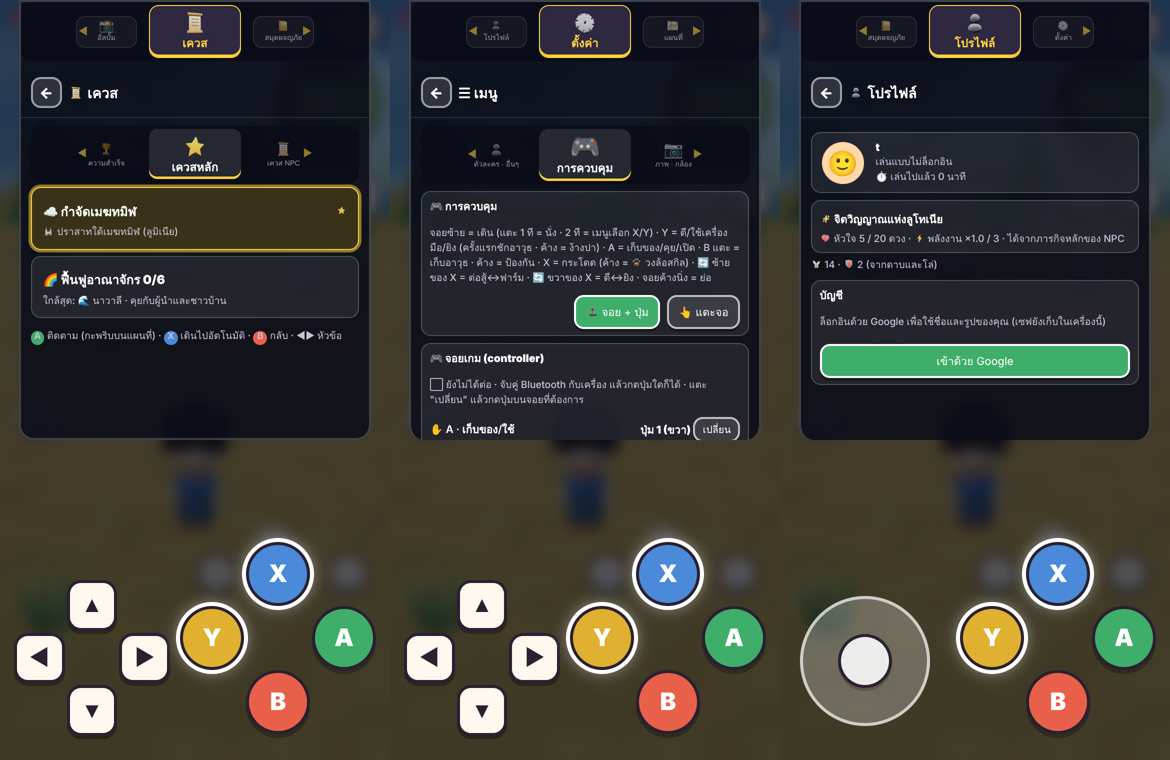 อัลบั้ม
เควส
สมุดผจญภัย
เควส
ความสำเร็จ
เควสหลัก
เควส NPC
กำจัดเมฆทมิฬ
ปราสาทใต้เมฆทมิฬ (ลูมิเนีย)
ฟื้นฟูอาณาจักร 0/6
ใกล้สุด: นาวาลี · คุยกับผู้นำและชาวบ้าน
A ติดตาม (กะพริบบนแผนที่) · X เดินไปอัตโนมัติ · B กลับ · ◀▶ หัวข้อ
X
Y
A
B
โปรไฟล์
ตั้งค่า
แผนที่
☰ เมนู
ตัวละคร · อื่นๆ
การควบคุม
ภาพ · กล้อง
การควบคุม
จอยซ้าย = เดิน (แตะ 1 ที = นั่ง · 2 ที = เมนูเลือก X/Y) · Y = ตี/ใช้เครื่อง
มือ/ยิง (ครั้งแรกชักอาวุธ · ค้าง = ง้างปา) · A = เก็บของ/คุย/เปิด · B แตะ =
เก็บอาวุธ · ค้าง = ป้องกัน · X = กระโดด (ค้าง = วงล้อสกิล) · ซ้าย
ของ X = ต่อสู้↔ฟาร์ม · ขวาของ X = ตี↔ยิง · จอยค้างนิ่ง = ย่อ
จอย + ปุ่ม
แตะจอ
จอยเกม (controller)
ยังไม่ได้ต่อ · จับคู่ Bluetooth กับเครื่อง แล้วกดปุ่มใดก็ได้ · แตะ
"เปลี่ยน" แล้วกดปุ่มบนจอยที่ต้องการ
A · เก็บของ/ใช้
ปุ่ม 1 (ขวา)
เปลี่ยน
X
Y
A
B
สมุดผจญภัย
โปรไฟล์
ตั้งค่า
โปรไฟล์
t
เล่นแบบไม่ล็อกอิน
เล่นไปแล้ว 0 นาที
จิตวิญญาณแห่งลูโทเนีย
หัวใจ 5 / 20 ดวง · พลังงาน ×1.0 / 3 · ได้จากภารกิจหลักของ NPC
14 · 2 (จากดาบและโล่)
บัญชี
ล็อกอินด้วย Google เพื่อใช้ชื่อและรูปของคุณ (เซฟยังเก็บในเครื่องนี้)
เข้าด้วย Google
X
Y
A
B